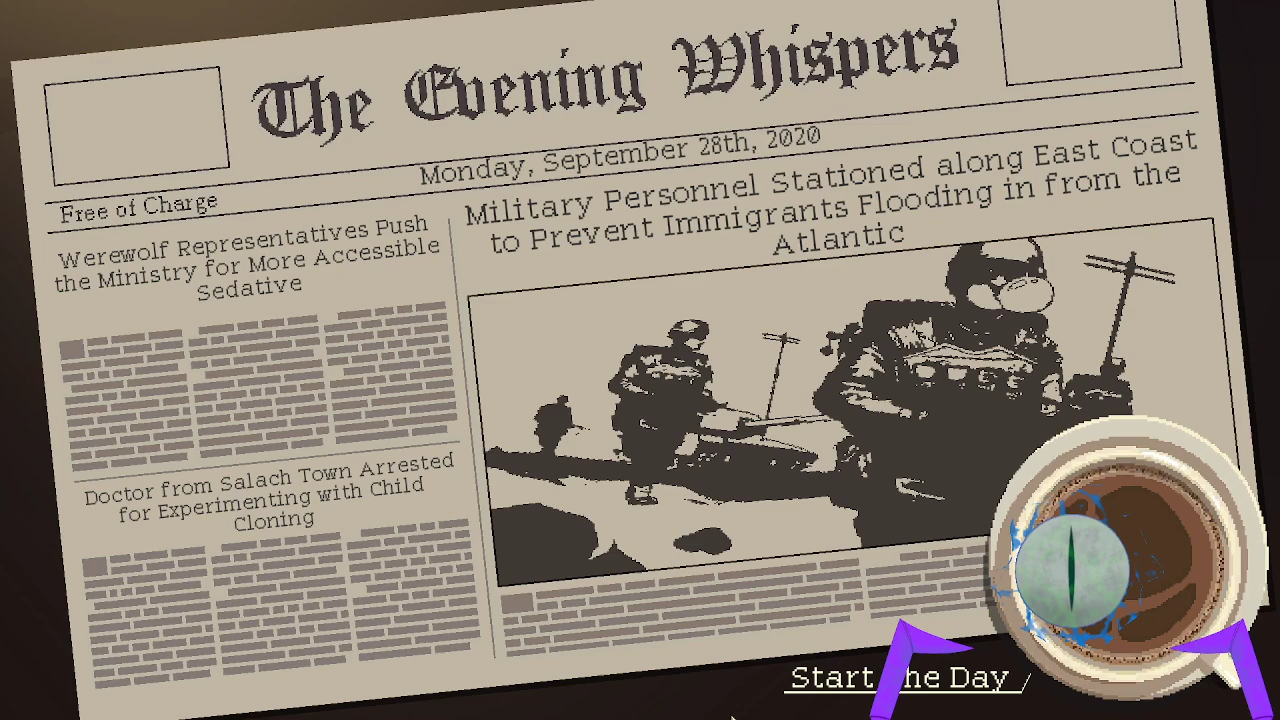 The Evening Whispers
Monday, September 28th, 2020
Free of Charge
Werewolf Representatives Push
the Ministry for More Accessible
Sedative
Doctor from Salach Town Arrested
for Experimenting with Child
Cloning
Military Personnel Stationed along East Coast
to Prevent Immigrants Flooding in from the
Atlantic
Start he Day